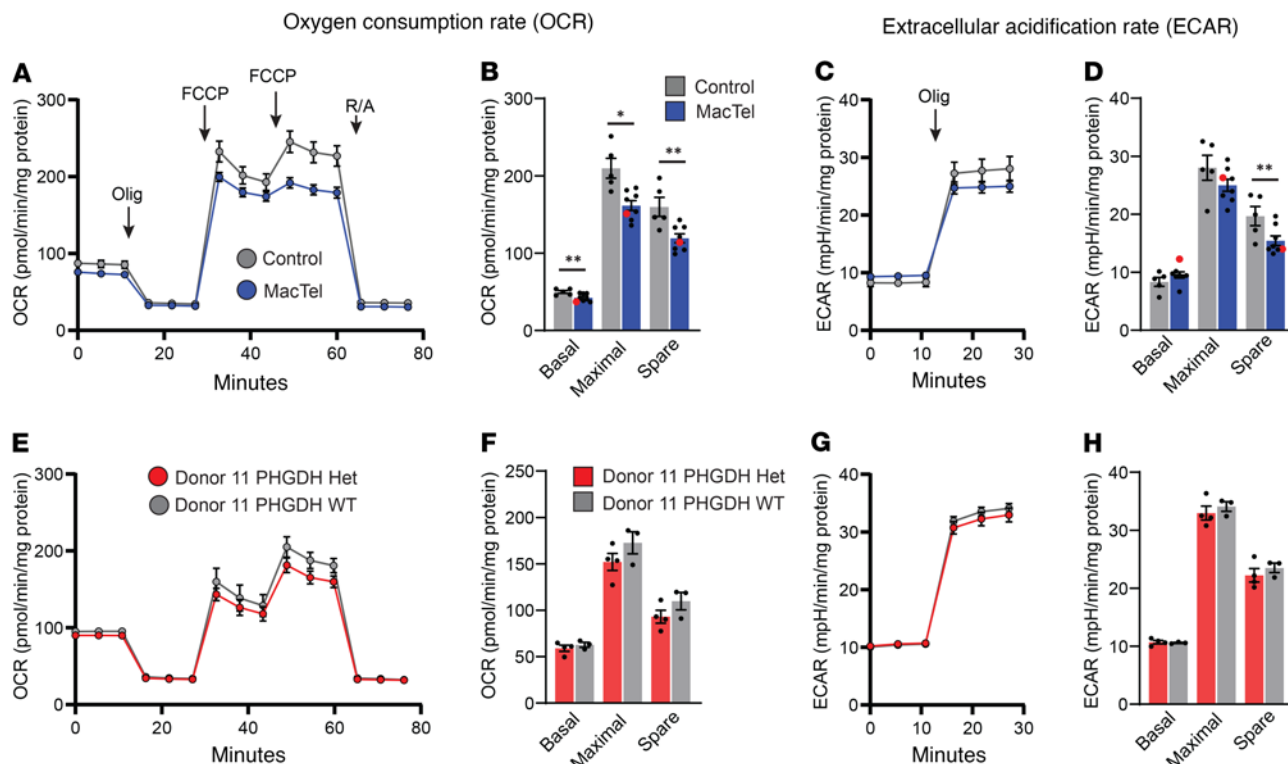 Oxygen consumption rate (OCR)
Extracellular acidification rate (ECAR)
A
FCCP
FCCP
R/A
Olig
300
200
100
0
OCR (pmol/min/mg protein)
Control
MacTel
0 20 40 60 80
Minutes
B
Control
MacTel
300
200
100
0
OCR (pmol/min/mg protein)
**
*
**
Basal
Maximal
Spare
C
Olig
40
30
20
10
0
ECAR (mpH/min/mg protein)
0 10 20 30
Minutes
D
40
30
20
10
0
ECAR (mpH/min/mg protein)
**
Basal
Maximal
Spare
E
Donor 11 PHGDH Het
Donor 11 PHGDH WT
300
200
100
0
OCR (pmol/min/mg protein)
0 20 40 60 80
Minutes
F
Donor 11 PHGDH Het
Donor 11 PHGDH WT
250
200
150
100
50
0
OCR (pmol/min/mg protein)
Basal
Maximal
Spare
G
40
30
20
10
0
ECAR (mpH/min/mg protein)
0 10 20 30
Minutes
H
40
30
20
10
0
ECAR (mpH/min/mg protein)
Basal
Maximal
Spare